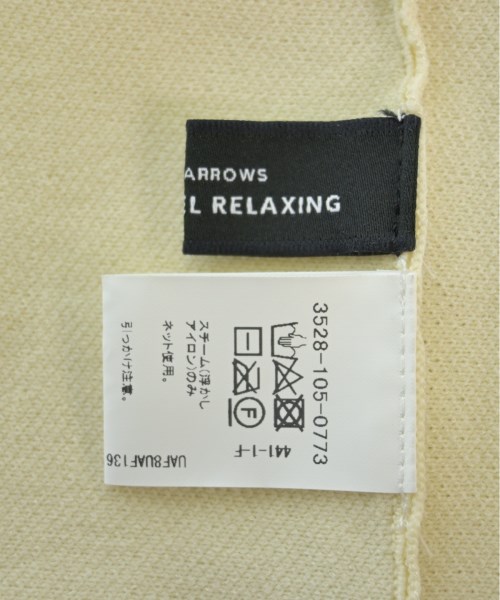 ARROWS
L RELAXING
3528-105-0773
441-1-F
スチーム(浮かし
アイロン)のみ
ネット使用。
引っかけ注意。
UAF8UAF136